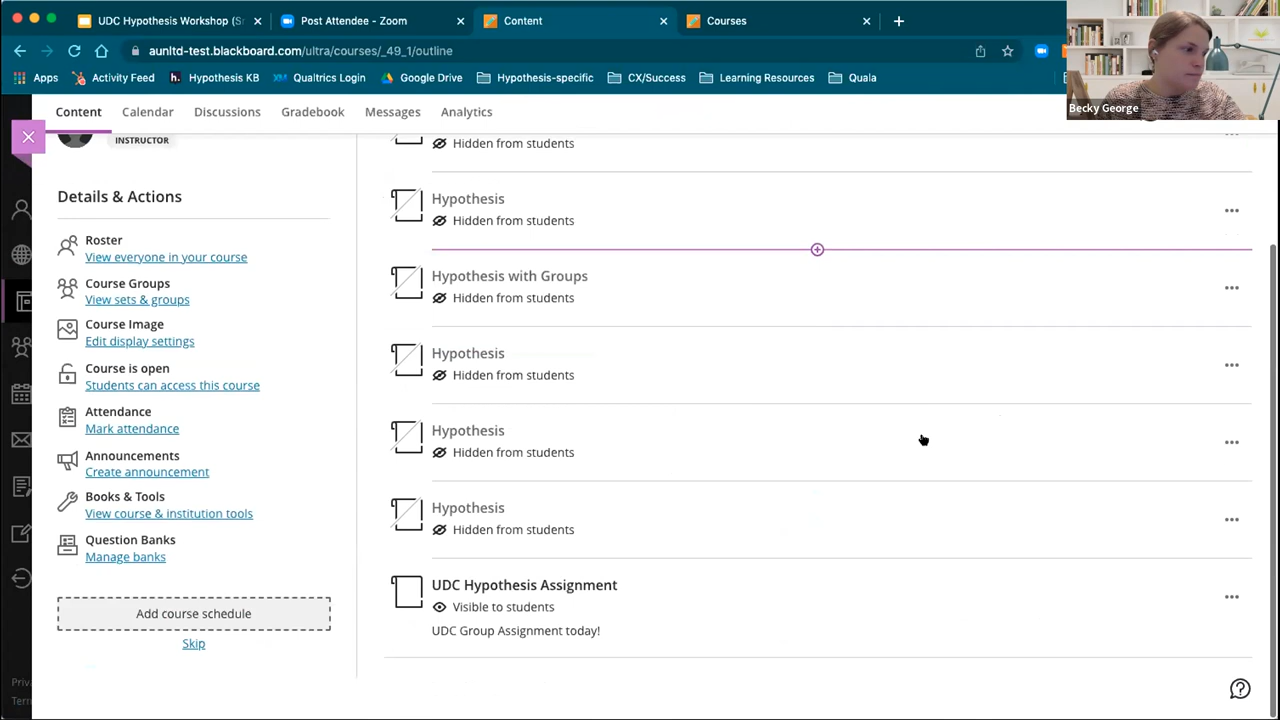 UDC Hypothesis Workshop (S
Post Attendee - Zoom
Content
Courses
aunltd-test.blackboard.com/ultra/courses/_49_1/outline
Apps
Activity Feed
Hypothesis KB
Qualtrics Login
Google Drive
Hypothesis-specific
CX/Success
Learning Resources
Quala
Becky George
Content
Calendar
Discussions
Gradebook
Messages
Analytics
INSTRUCTOR
Details & Actions
Roster
View everyone in your course
Course Groups
View sets & groups
Course Image
Edit display settings
Course is open
Students can access this course
Attendance
Mark attendance
Announcements
Create announcement
Books & Tools
View course & institution tools
Question Banks
Manage banks
Add course schedule
Skip
Priv
Tern
Hidden from students
Hypothesis
Hidden from students
Hypothesis with Groups
Hidden from students
Hypothesis
Hidden from students
Hypothesis
Hidden from students
Hypothesis
Hidden from students
UDC Hypothesis Assignment
Visible to students
UDC Group Assignment today!